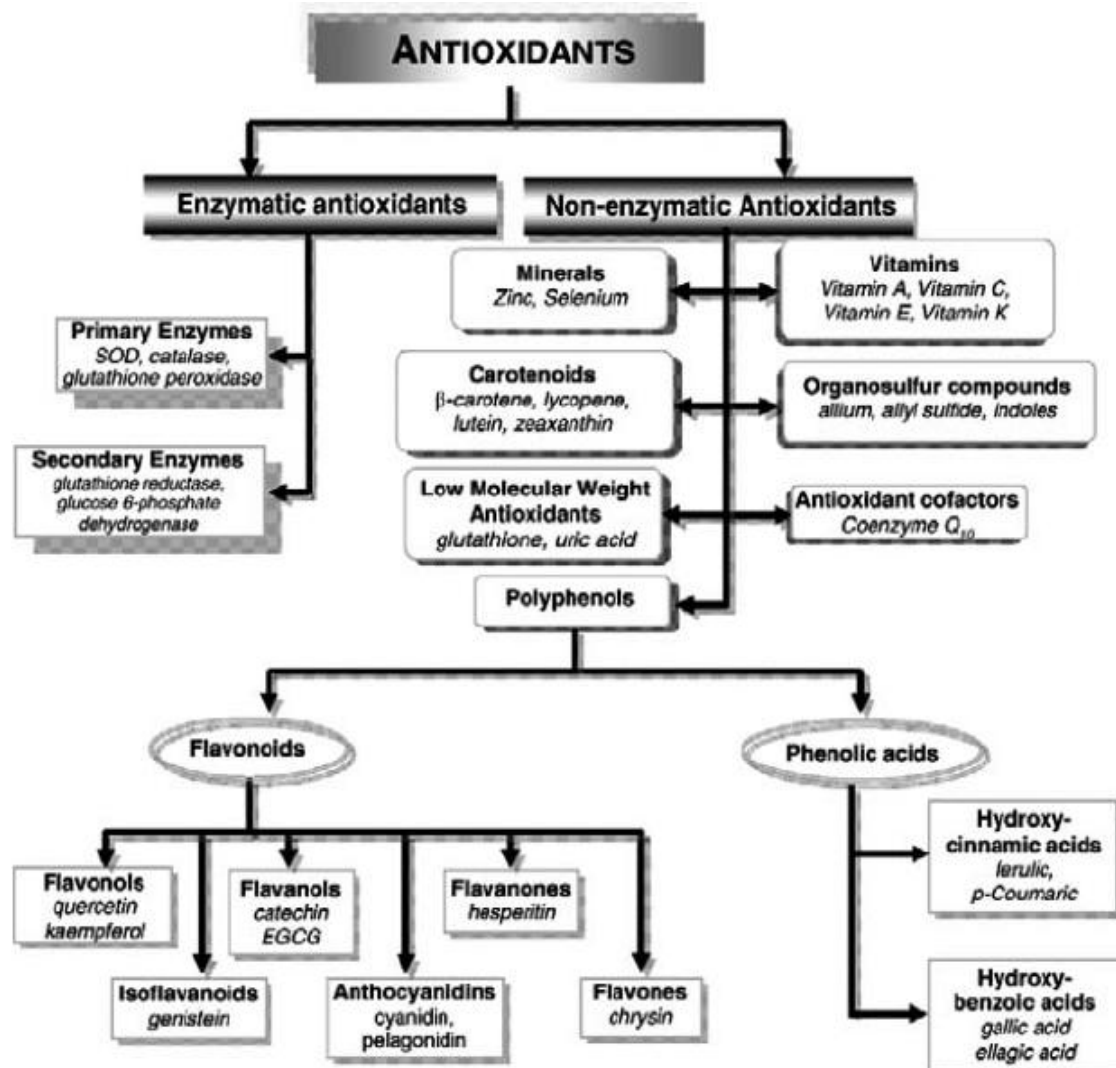 ANTIOXIDANTS
Enzymatic antioxidants
Non-enzymatic Antioxidants
Minerals
Zinc, Selenium
Vitamins
Vitamin A, Vitamin C,
Vitamin E, Vitamin K
Primary Enzymes
SOD, catalase,
glutathione peroxidase
Carotenoids
β-carotene, lycopene,
lutein, zeaxanthin
Organosulfur compounds
allium, allyl sulfide, indoles
Secondary Enzymes
glutathione reductase,
glucose 6-phosphate
dehydrogenase
Low Molecular Weight
Antioxidants
glutathione, uric acid
Antioxidant cofactors
Coenzyme Q₁₀
Polyphenols
Flavonoids
Phenolic acids
Flavonols
quercetin
kaempferol
Flavanols
catechin
EGCG
Flavanones
hesperitin
Hydroxy-
cinnamic acids
ferulic,
p-Coumaric
Isoflavanoids
genistein
Anthocyanidins
cyanidin,
pelagonidin
Flavones
chrysin
Hydroxy-
benzoic acids
gallic acid
ellagic acid